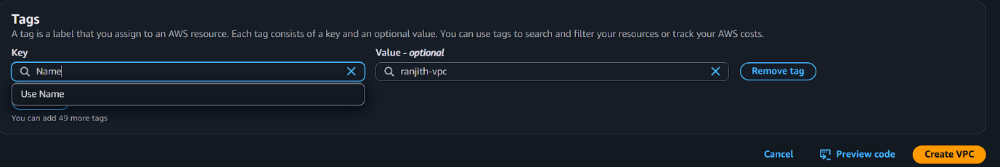 Tags
A tag is a label that you assign to an AWS resource. Each tag consists of a key and an optional value. You can use tags to search and filter your resources or track your AWS costs.
Key
Value - optional
Name
ranjith-vpc
Remove tag
Use Name
You can add 49 more tags
Cancel
Preview code
Create VPC